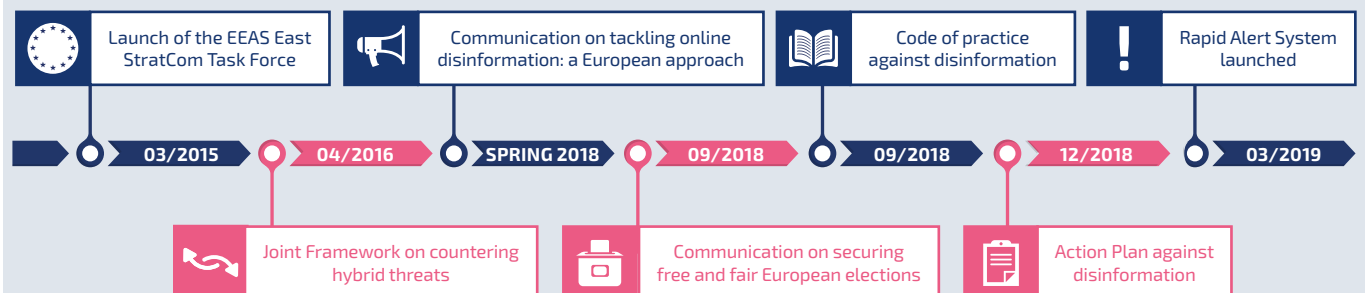 Launch of the EEAS East
StratCom Task Force
Communication on tackling online
disinformation: a European approach
Code of practice
against disinformation
!
Rapid Alert System
launched
03/2015
04/2016
SPRING 2018
09/2018
09/2018
12/2018
03/2019
Joint Framework on countering
hybrid threats
Communication on securing
free and fair European elections
Action Plan against
disinformation